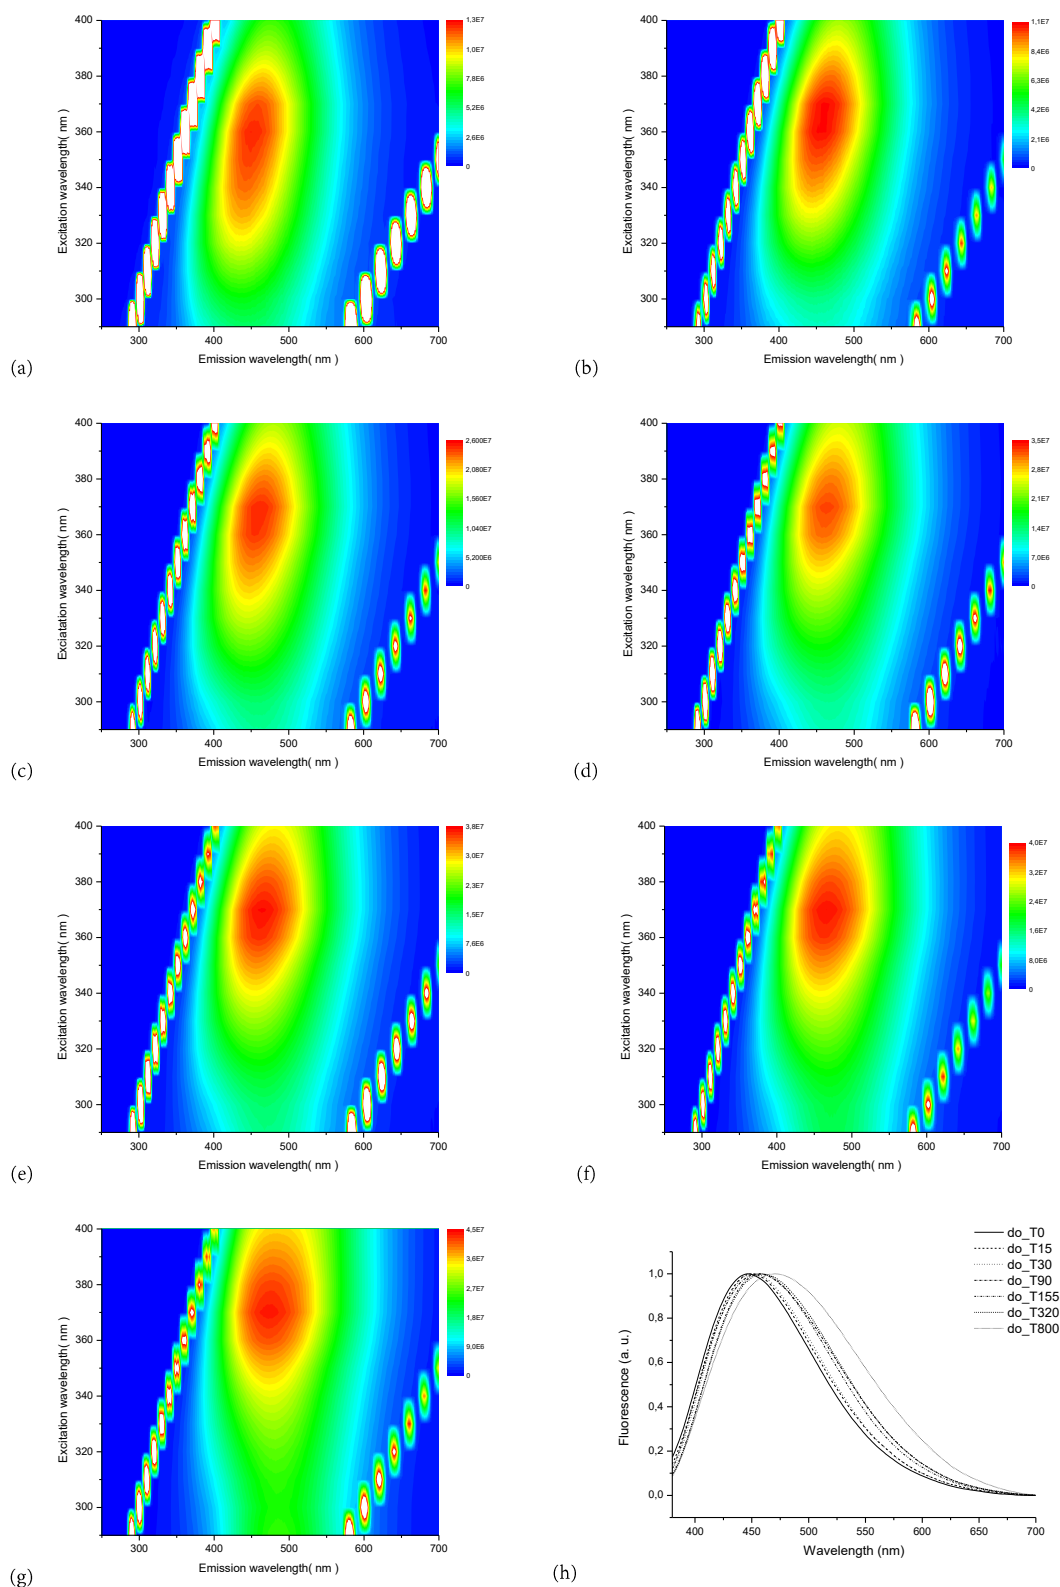 400
380
360
340
320
300
Excitation wavelength( nm )
300 400 500 600 700
Emission wavelength( nm )
1,3E7
1,0E7
7,8E6
5,2E6
2,6E6
0
(a)
400
380
360
340
320
300
Excitation wavelength( nm )
300 400 500 600 700
Emission wavelength( nm )
1,1E7
8,4E6
6,3E6
4,2E6
2,1E6
0
(b)
400
380
360
340
320
300
Exciatation wavelength( nm )
300 400 500 600 700
Emission wavelength( nm )
2,600E7
2,080E7
1,560E7
1,040E7
5,200E6
0
(c)
400
380
360
340
320
300
Excitation wavelength( nm )
300 400 500 600 700
Emission wavelength( nm )
3,5E7
2,8E7
2,1E7
1,4E7
7,0E6
0
(d)
400
380
360
340
320
300
Excitation wavelength( nm )
300 400 500 600 700
Emission wavelength( nm )
3,8E7
3,0E7
2,3E7
1,5E7
7,6E6
0
(e)
400
380
360
340
320
300
Excitation wavelength( nm )
300 400 500 600 700
Emission wavelength( nm )
4,0E7
3,2E7
2,4E7
1,6E7
8,0E6
0
(f)
400
380
360
340
320
300
Excitation wavelength( nm )
300 400 500 600 700
Emission wavelength( nm )
4,5E7
3,6E7
2,7E7
1,8E7
9,0E6
0
(g)
do_T0
do_T15
do_T30
do_T90
do_T155
do_T320
do_T800
1,0
0,8
0,6
0,4
0,2
0,0
Fluorescence (a. u.)
400 450 500 550 600 650 700
Wavelength (nm)
(h)